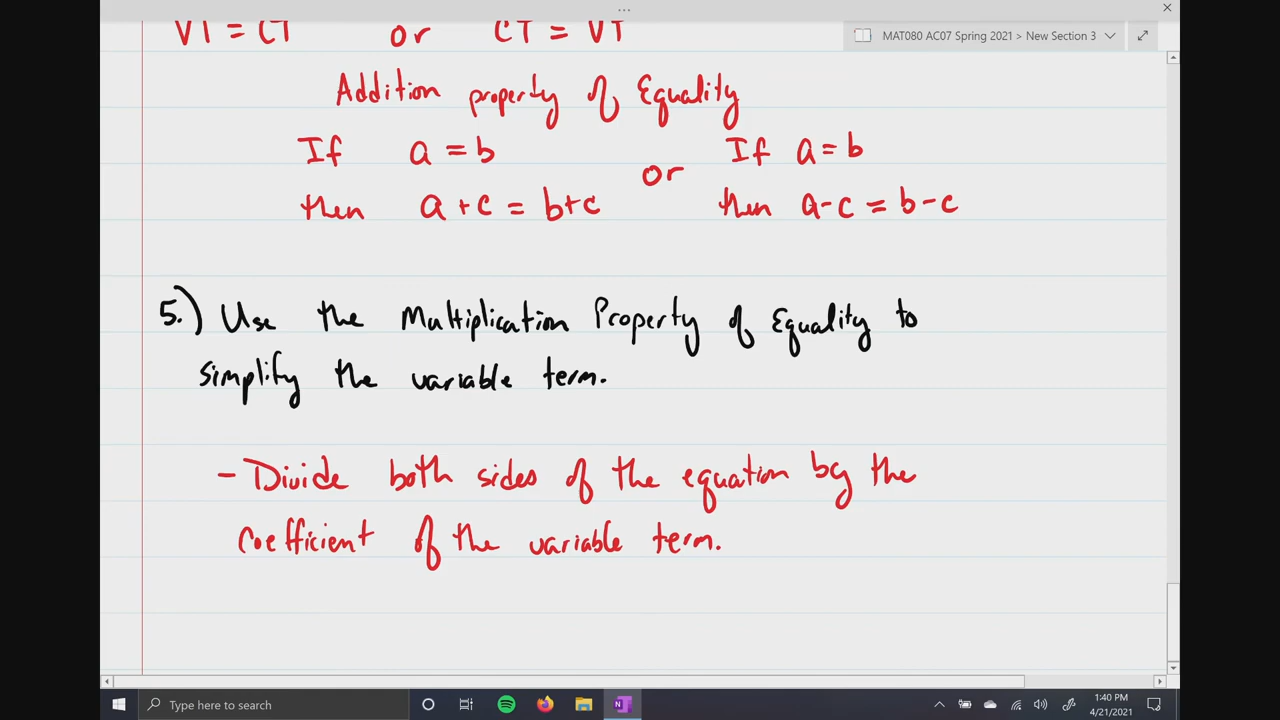 MAT080 AC07 Spring 2021 > New Section 3
VT = CT or CT = VT
Addition property of Equality
If a = b or If a = b
then a + c = b + c then a - c = b - c
5.) Use the Multiplication Property of Equality to
simplify the variable term.
- Divide both sides of the equation by the
coefficient of the variable term.
Type here to search
1:40 PM
4/21/2021